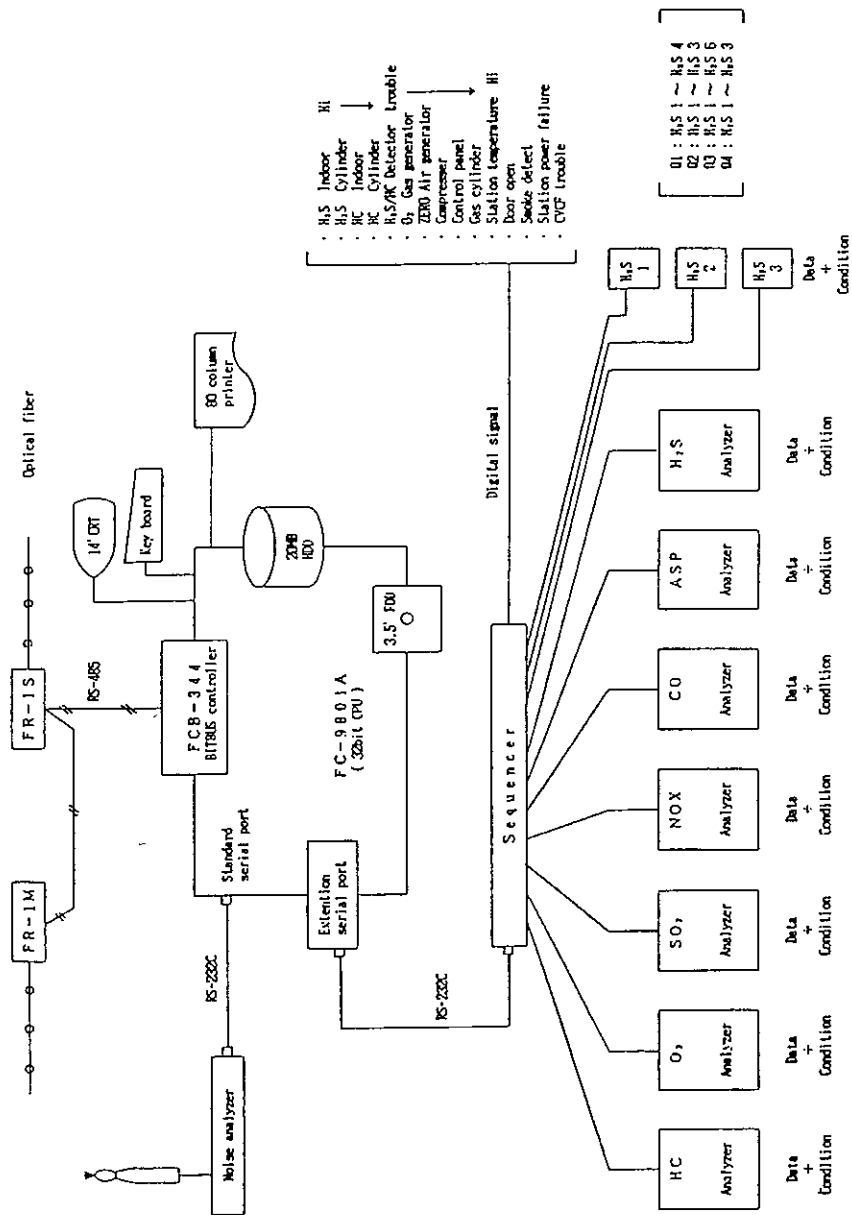 Optical fiber
FR-1M
FR-1S
RS-485
14' CRT
Key board
80 column
printer
FCB-344
BITBUS controller
20MB
HDD
Noise analyzer
RS-232C
Standard
serial port
FC-9801A
( 32bit CPU )
3.5' FDD
Extention
serial port
RS-232C
Sequencer
Digital signal
· H₂S Indoor Hi
· H₂S Cylinder
· HC Indoor
· HC Cylinder
· H₂S/HC Detector trouble
· O₃ Gas generator
· ZERO Air generator
· Compresser
· Control panel
· Gas cylinder
· Station temperature Hi
· Door open
· Smoke detect
· Station power failure
· CVCF trouble
HC
Analyzer
O₃
Analyzer
SO₂
Analyzer
NOX
Analyzer
CO
Analyzer
ASP
Analyzer
H₂S
Analyzer
H₂S
1
H₂S
2
H₂S
3
Data
+
Condition
Data
÷
Condition
Data
÷
Condition
Data
÷
Condition
Data
÷
Condition
Data
÷
Condition
Data
÷
Condition
Data
+
Condition
01 : H₂S 1 ~ H₂S 4
02 : H₂S 1 ~ H₂S 3
03 : H₂S 1 ~ H₂S 6
04 : H₂S 1 ~ H₂S 3